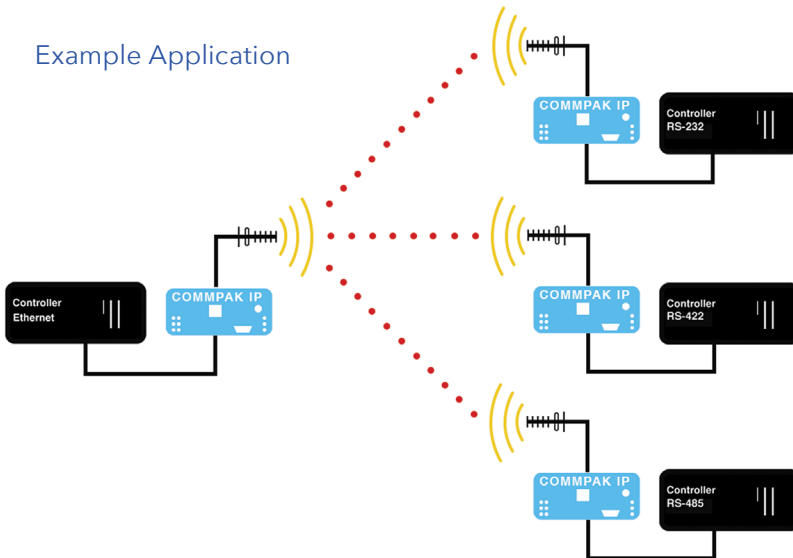 Example Application
COMMPAK IP
Controller
RS-232
Controller
Ethernet
COMMPAK IP
COMMPAK IP
Controller
RS-422
COMMPAK IP
Controller
RS-485